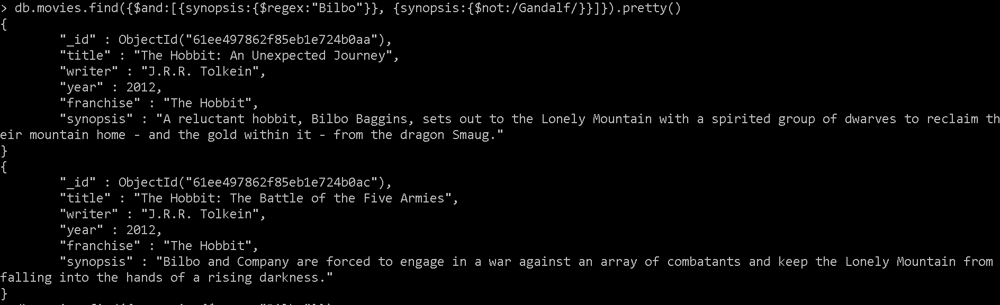 > db.movies.find({$and:[{synopsis:{$regex:"Bilbo"}}, {synopsis:{$not:/Gandalf/}}]}).pretty()
{
        "_id" : ObjectId("61ee497862f85eb1e724b0aa"),
        "title" : "The Hobbit: An Unexpected Journey",
        "writer" : "J.R.R. Tolkein",
        "year" : 2012,
        "franchise" : "The Hobbit",
        "synopsis" : "A reluctant hobbit, Bilbo Baggins, sets out to the Lonely Mountain with a spirited group of dwarves to reclaim th
eir mountain home - and the gold within it - from the dragon Smaug."
}
{
        "_id" : ObjectId("61ee497862f85eb1e724b0ac"),
        "title" : "The Hobbit: The Battle of the Five Armies",
        "writer" : "J.R.R. Tolkein",
        "year" : 2012,
        "franchise" : "The Hobbit",
        "synopsis" : "Bilbo and Company are forced to engage in a war against an array of combatants and keep the Lonely Mountain from
falling into the hands of a rising darkness."
}